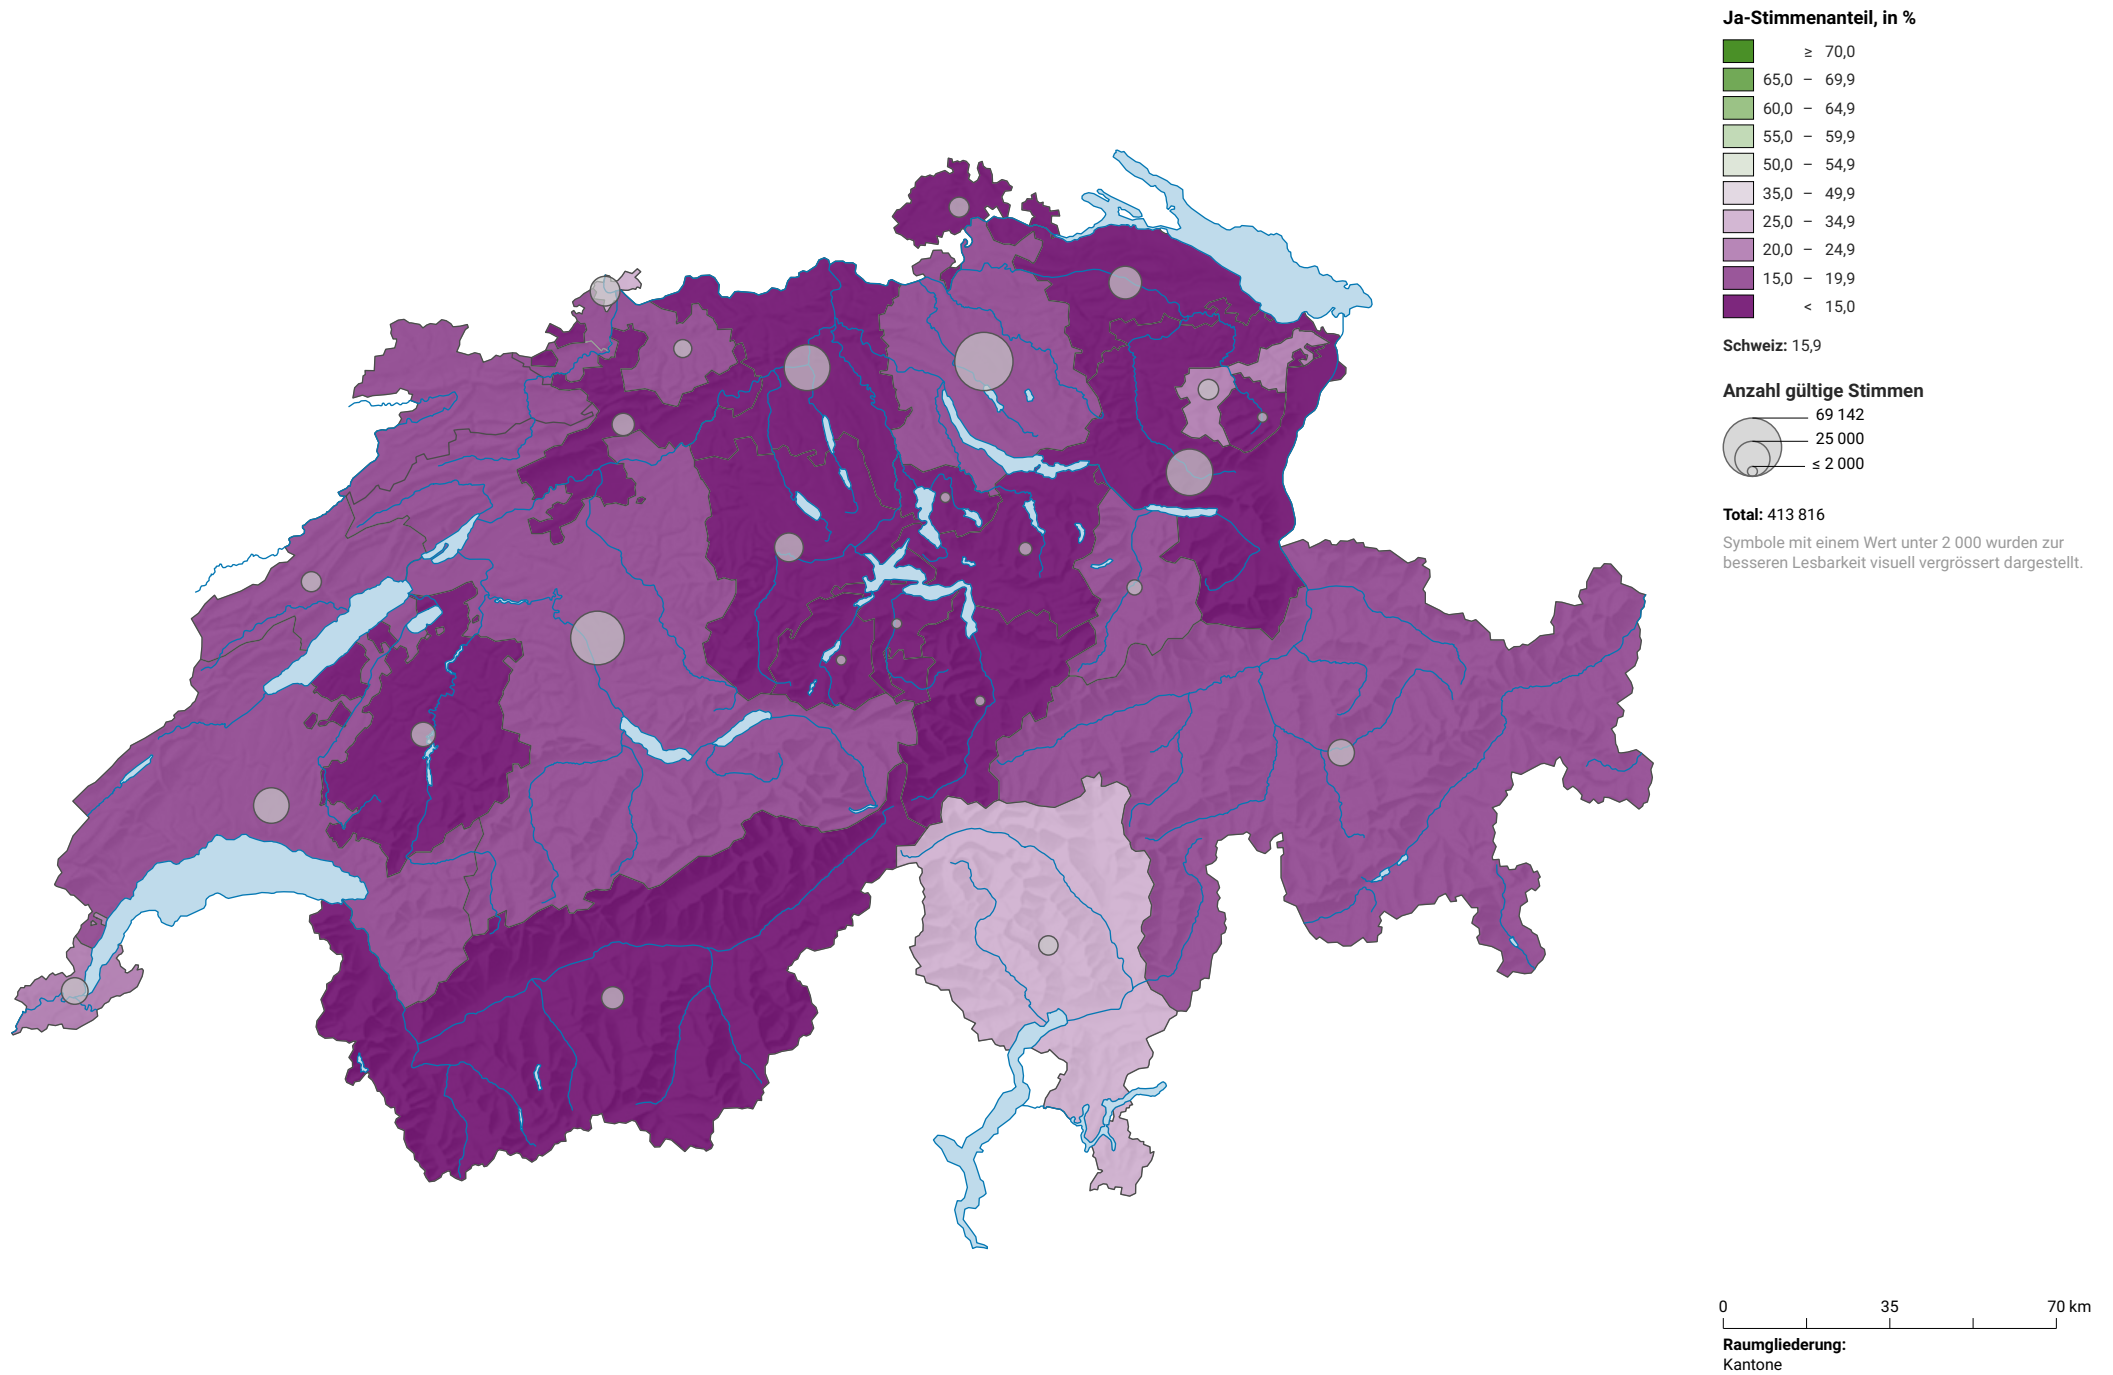 Ja-Stimmenanteil, in %
≥ 70,0
65,0 – 69,9
60,0 – 64,9
55,0 – 59,9
50,0 – 54,9
35,0 – 49,9
25,0 – 34,9
20,0 – 24,9
15,0 – 19,9
< 15,0
Schweiz: 15,9
Anzahl gültige Stimmen
69 142
25 000
≤ 2 000
Total: 413 816
Symbole mit einem Wert unter 2 000 wurden zur
besseren Lesbarkeit visuell vergrössert dargestellt.
0 35 70 km
Raumgliederung:
Kantone